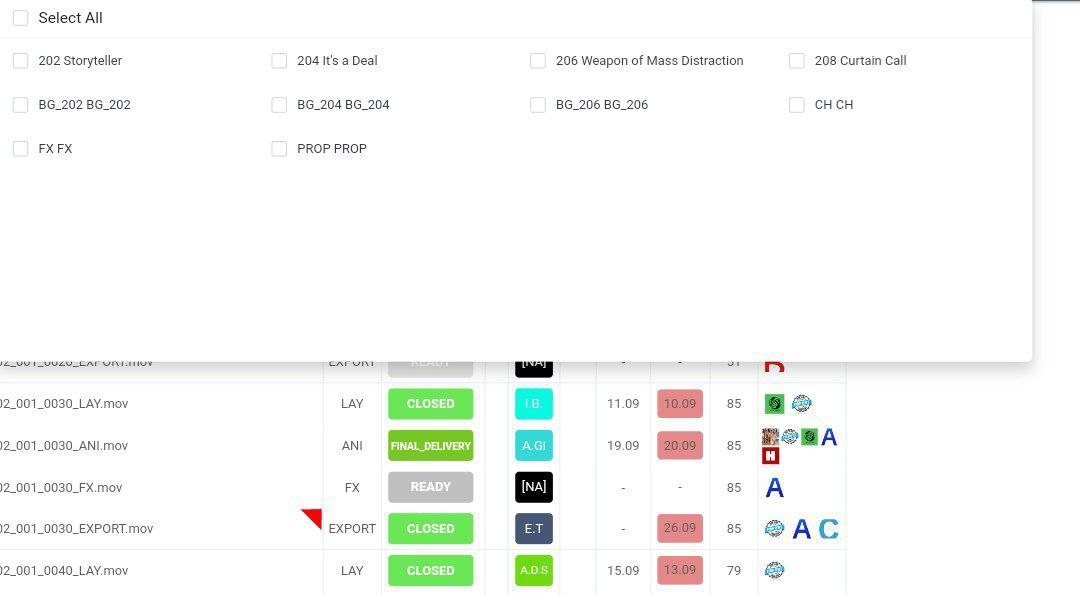 Select All
202 Storyteller 204 It's a Deal 206 Weapon of Mass Distraction 208 Curtain Call
BG_202 BG_202 BG_204 BG_204 BG_206 BG_206 CH CH
FX FX PROP PROP
02_001_0020_EXPORT.mov EXPORT READY [NA] - - 51
02_001_0030_LAY.mov LAY CLOSED I.B. 11.09 10.09 85
02_001_0030_ANI.mov ANI FINAL_DELIVERY A.GI 19.09 20.09 85 A
H
02_001_0030_FX.mov FX READY [NA] - - 85 A
02_001_0030_EXPORT.mov EXPORT CLOSED E.T - 26.09 85 A C
02_001_0040_LAY.mov LAY CLOSED A.D.S 15.09 13.09 79